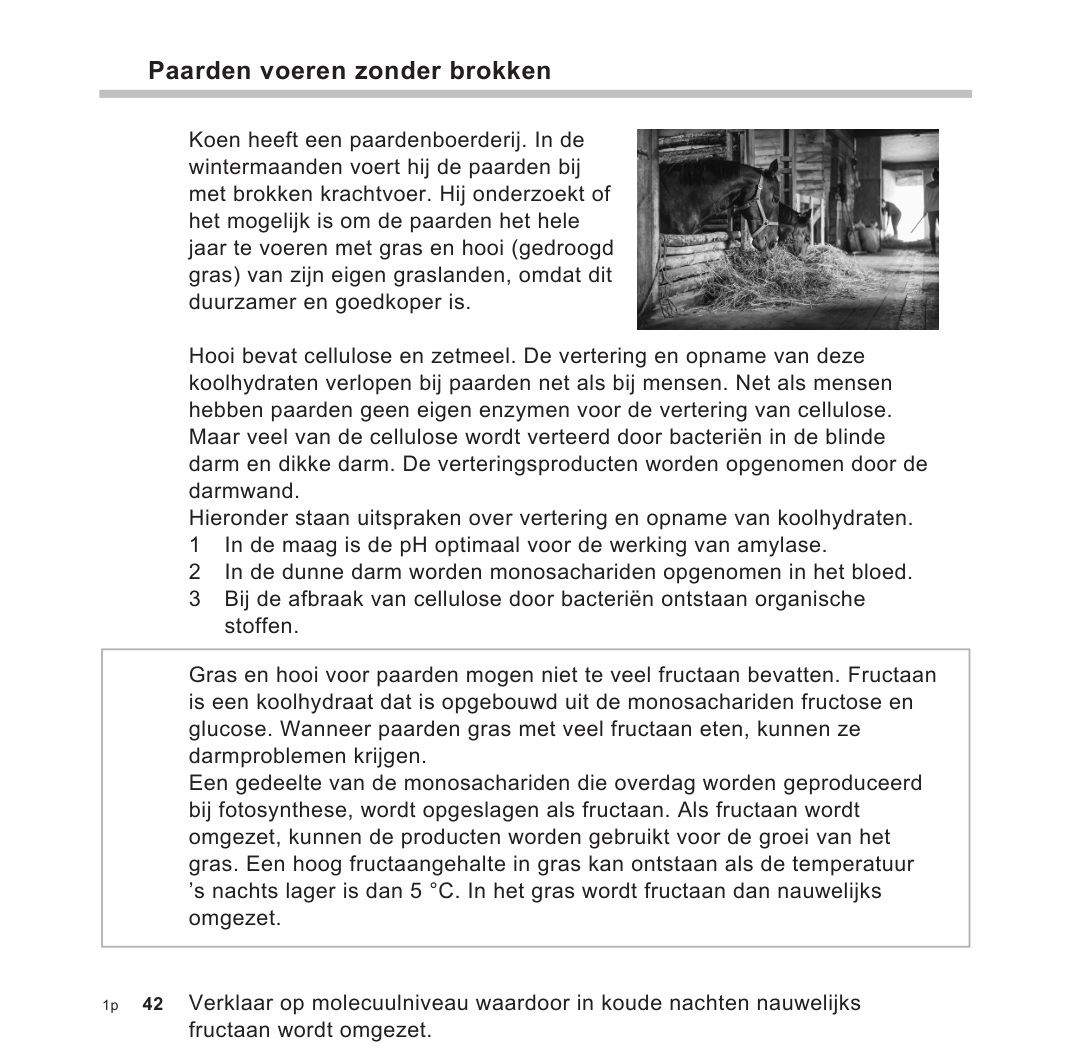 Paarden voeren zonder brokken
Koen heeft een paardenboerderij. In de
wintermaanden voert hij de paarden bij
met brokken krachtvoer. Hij onderzoekt of
het mogelijk is om de paarden het hele
jaar te voeren met gras en hooi (gedroogd
gras) van zijn eigen graslanden, omdat dit
duurzamer en goedkoper is.
Hooi bevat cellulose en zetmeel. De vertering en opname van deze
koolhydraten verlopen bij paarden net als bij mensen. Net als mensen
hebben paarden geen eigen enzymen voor de vertering van cellulose.
Maar veel van de cellulose wordt verteerd door bacteriën in de blinde
darm en dikke darm. De verteringsproducten worden opgenomen door de
darmwand.
Hieronder staan uitspraken over vertering en opname van koolhydraten.
1 In de maag is de pH optimaal voor de werking van amylase.
2 In de dunne darm worden monosachariden opgenomen in het bloed.
3 Bij de afbraak van cellulose door bacteriën ontstaan organische
stoffen.
Gras en hooi voor paarden mogen niet te veel fructaan bevatten. Fructaan
is een koolhydraat dat is opgebouwd uit de monosachariden fructose en
glucose. Wanneer paarden gras met veel fructaan eten, kunnen ze
darmproblemen krijgen.
Een gedeelte van de monosachariden die overdag worden geproduceerd
bij fotosynthese, wordt opgeslagen als fructaan. Als fructaan wordt
omgezet, kunnen de producten worden gebruikt voor de groei van het
gras. Een hoog fructaangehalte in gras kan ontstaan als de temperatuur
’s nachts lager is dan 5 °C. In het gras wordt fructaan dan nauwelijks
omgezet.
1p 42 Verklaar op molecuulniveau waardoor in koude nachten nauwelijks
fructaan wordt omgezet.